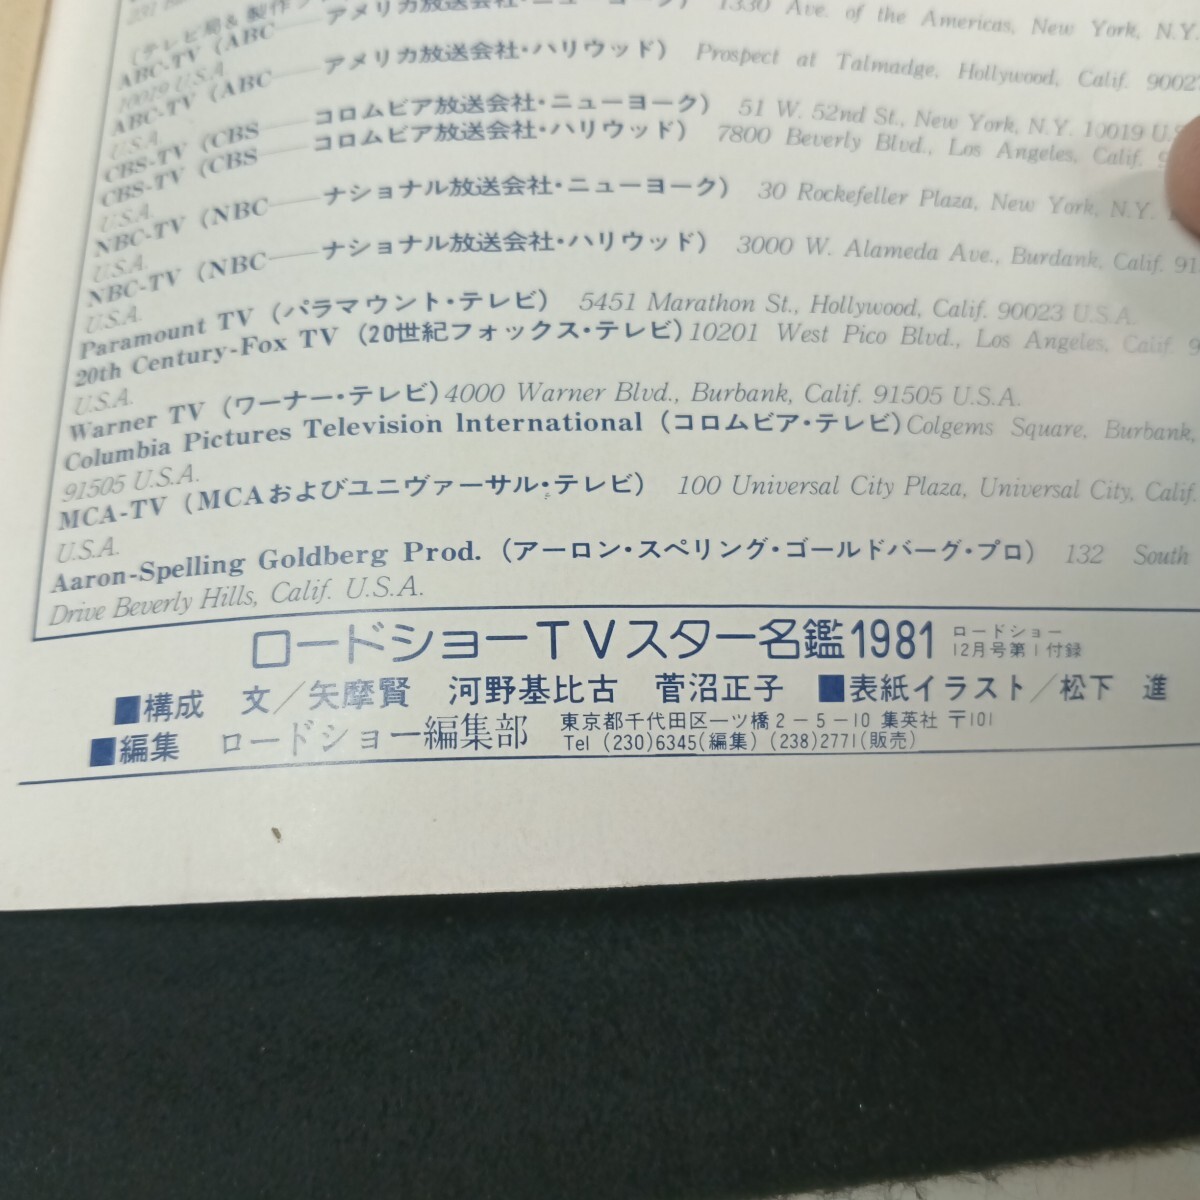 （テレビ局＆製作
ABC-TV（ABC――アメリカ放送会社・ニューヨーク） 1330 Ave. of the Americas, New York, N.Y.
10019 U.S.A.
ABC-TV（ABC――アメリカ放送会社・ハリウッド） Prospect at Talmadge, Hollywood, Calif. 90027
U.S.A.
CBS-TV（CBS――コロムビア放送会社・ニューヨーク） 51 W. 52nd St., New York, N.Y. 10019 U.S.
CBS-TV（CBS――コロムビア放送会社・ハリウッド） 7800 Beverly Blvd., Los Angeles, Calif. 9
U.S.A.
NBC-TV（NBC――ナショナル放送会社・ニューヨーク） 30 Rockefeller Plaza, New York, N.Y.
U.S.A.
NBC-TV（NBC――ナショナル放送会社・ハリウッド） 3000 W. Alameda Ave., Burdank, Calif. 91
U.S.A.
Paramount TV（パラマウント・テレビ） 5451 Marathon St., Hollywood, Calif. 90023 U.S.A.
20th Century-Fox TV（20世紀フォックス・テレビ）10201 West Pico Blvd., Los Angeles, Calif. 9
U.S.A.
Warner TV（ワーナー・テレビ）4000 Warner Blvd., Burbank, Calif. 91505 U.S.A.
Columbia Pictures Television International（コロムビア・テレビ）Colgems Square, Burbank,
91505 U.S.A.
MCA-TV（MCAおよびユニヴァーサル・テレビ） 100 Universal City Plaza, Universal City, Calif.
U.S.A.
Aaron-Spelling Goldberg Prod.（アーロン・スペリング・ゴールドバーグ・プロ） 132 South
Drive Beverly Hills, Calif. U.S.A.
ロードショーTVスター名鑑1981 ロードショー
12月号第1付録
■構成 文／矢摩賢 河野基比古 菅沼正子 ■表紙イラスト／松下 進
■編集 ロードショー編集部 東京都千代田区一ツ橋2－5－10 集英社 〒101
Tel (230)6345(編集) (238)2771(販売)